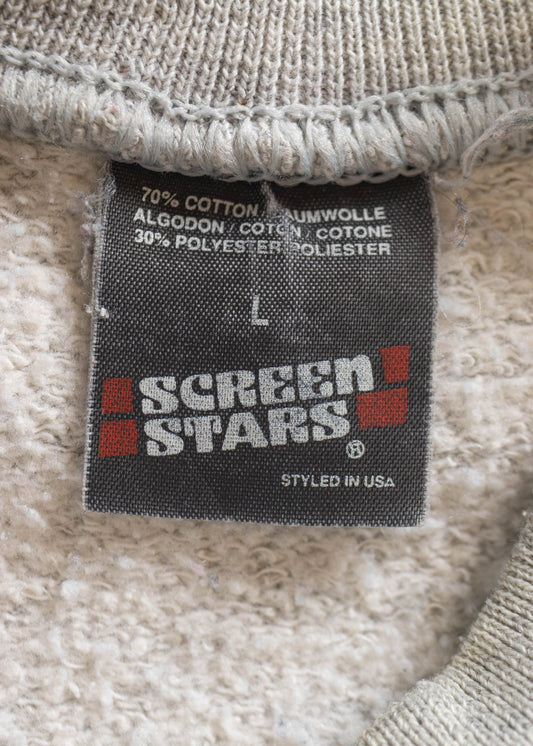 70% COTTON / BAUMWOLLE
ALGODON / COTON / COTONE
30% POLYESTER POLIESTER
L
SCREEN
STARS ®
STYLED IN USA